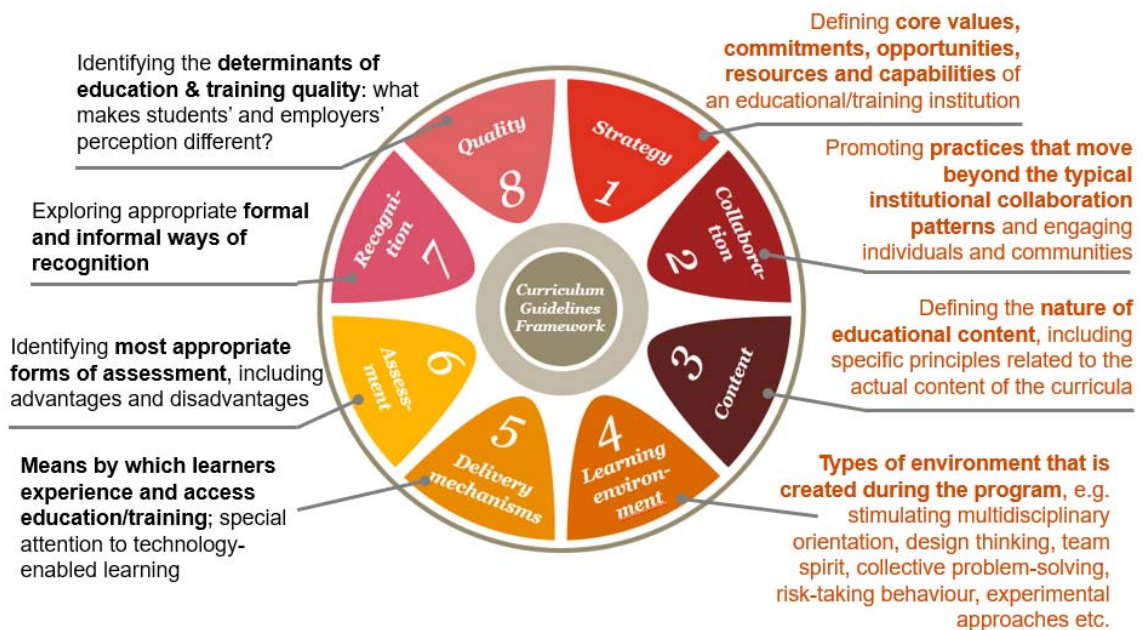 Identifying the determinants of
education & training quality: what
makes students’ and employers’
perception different?
Exploring appropriate formal
and informal ways of
recognition
Identifying most appropriate
forms of assessment, including
advantages and disadvantages
Means by which learners
experience and access
education/training; special
attention to technology-
enabled learning
Quality
8
Strategy
1
Collabora-
tion
2
Content
3
4
Learning
environ-
ment
5
Delivery
mechanisms
Assess-
ment
6
Recogni-
tion
7
Curriculum
Guidelines
Framework
Defining core values,
commitments, opportunities,
resources and capabilities of
an educational/training institution
Promoting practices that move
beyond the typical
institutional collaboration
patterns and engaging
individuals and communities
Defining the nature of
educational content, including
specific principles related to the
actual content of the curricula
Types of environment that is
created during the program, e.g.
stimulating multidisciplinary
orientation, design thinking, team
spirit, collective problem-solving,
risk-taking behaviour, experimental
approaches etc.